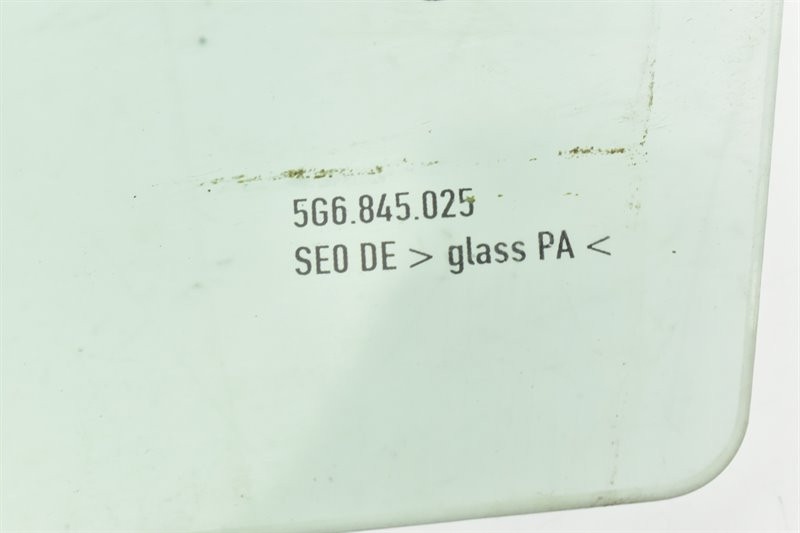 5G6.845.025
SEO DE > glass PA <